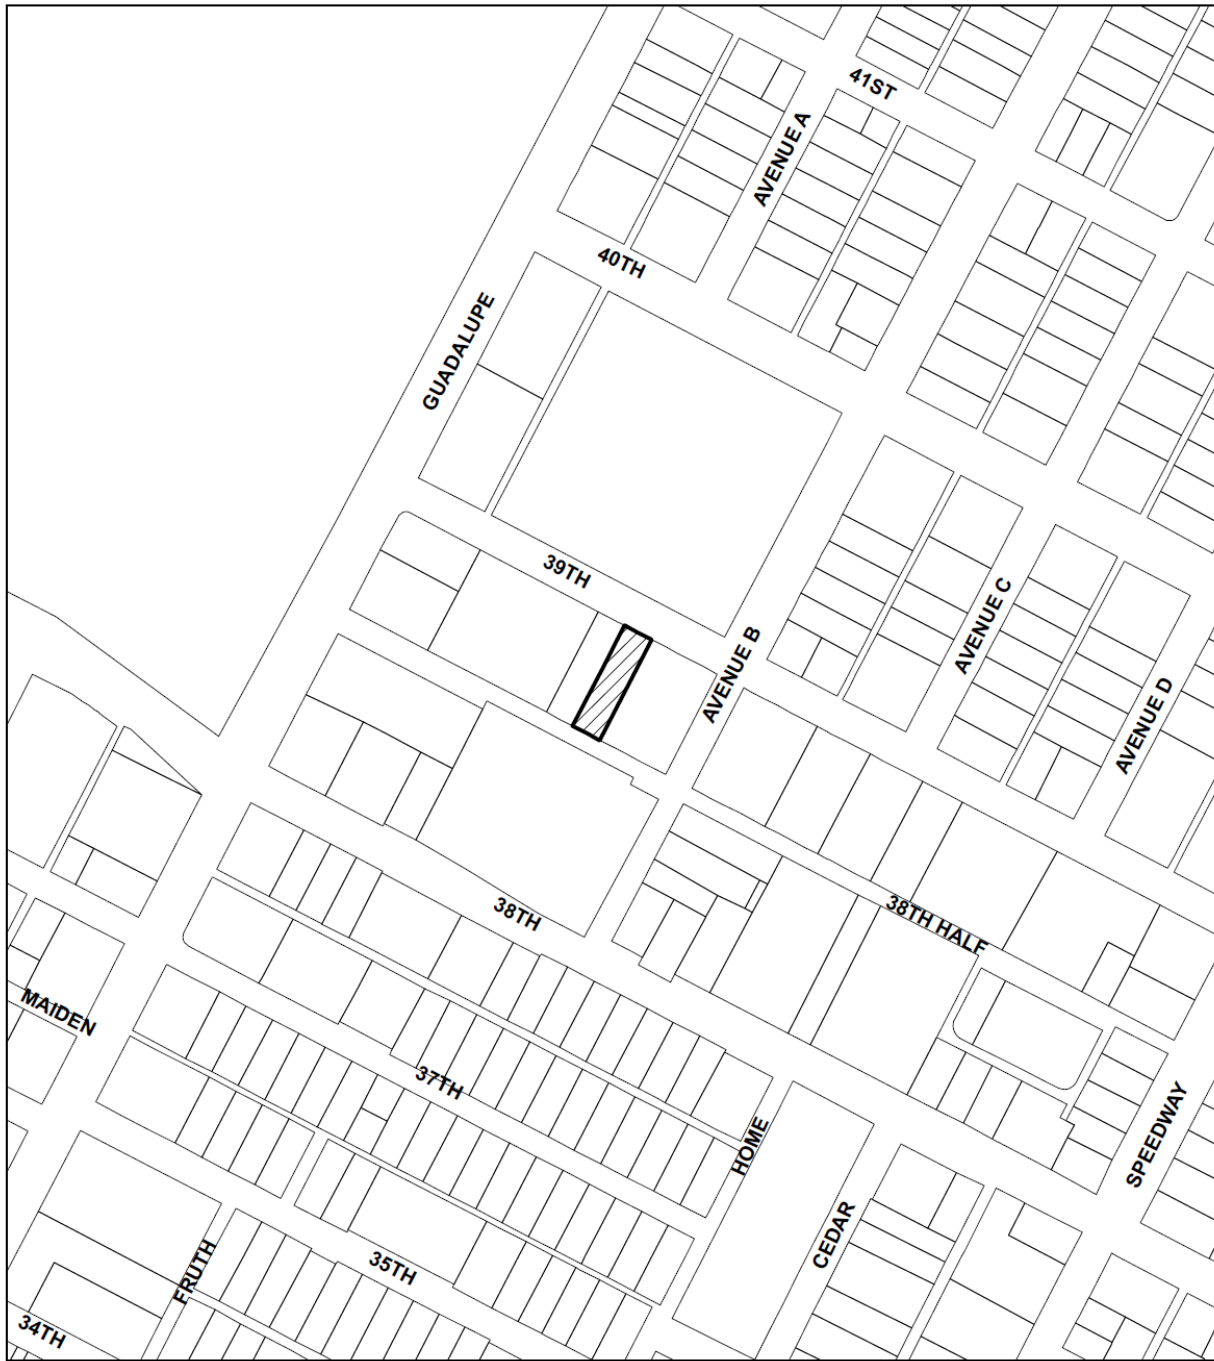 41ST
AVENUE A
40TH
GUADALUPE
39TH
AVENUE B
AVENUE C
AVENUE D
38TH
38TH HALF
MAIDEN
37TH
HOME
SPEEDWAY
CEDAR
FRUTH
35TH
34TH